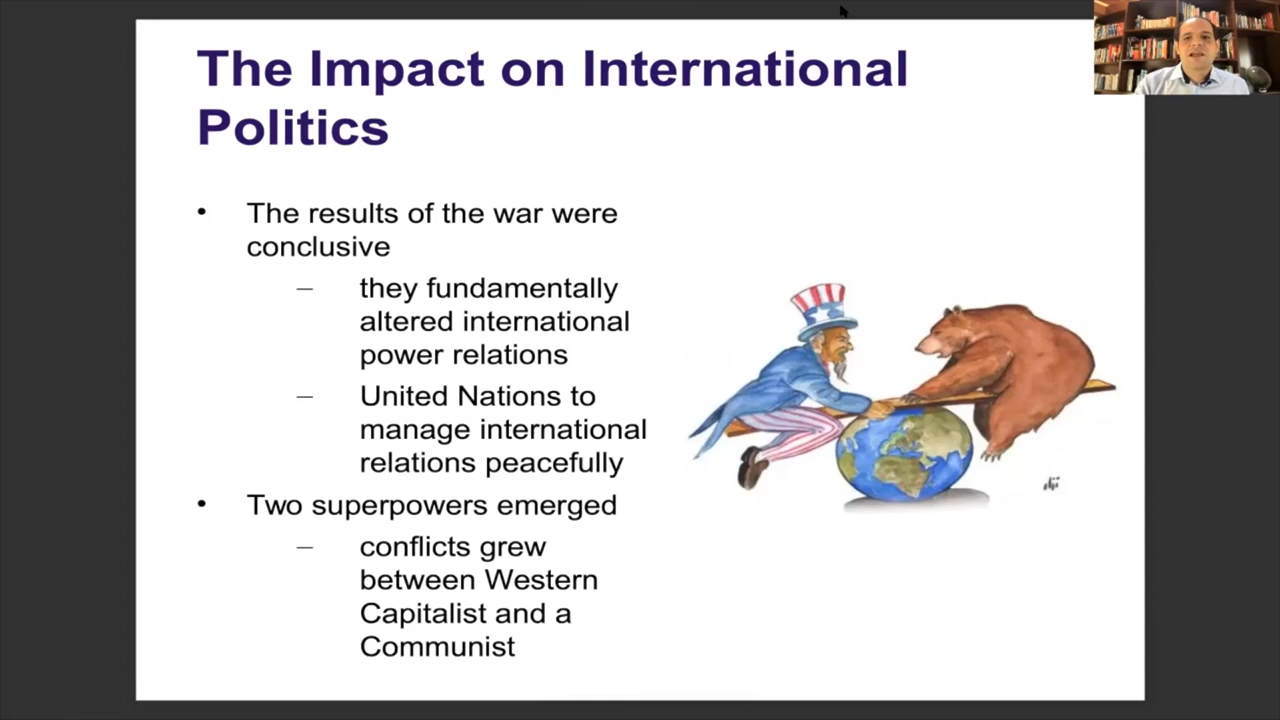 The Impact on International
Politics
• The results of the war were
conclusive
– they fundamentally
altered international
power relations
– United Nations to
manage international
relations peacefully
• Two superpowers emerged
– conflicts grew
between Western
Capitalist and a
Communist